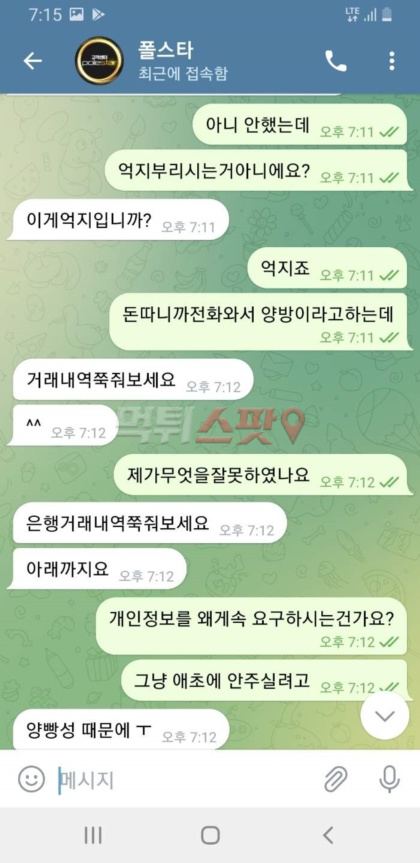 7:15
LTE
고객센터
폴스타
최근에 접속함
아니 안했는데 오후 7:11
억지부리시는거아니에요? 오후 7:11
이게억지입니까? 오후 7:11
억지죠 오후 7:11
돈따니까전화와서 양방이라고하는데
오후 7:11
거래내역쭉줘보세요 오후 7:12
^^ 오후 7:12
먹튀스팟
제가무엇을잘못하였나요 오후 7:12
은행거래내역쭉줘보세요 오후 7:12
아래까지요 오후 7:12
개인정보를 왜게속 요구하시는건가요?
오후 7:12
그냥 애초에 안주실려고 오후 7:12
양빵성 때문에 ㅜ 오후 7:12
메시지